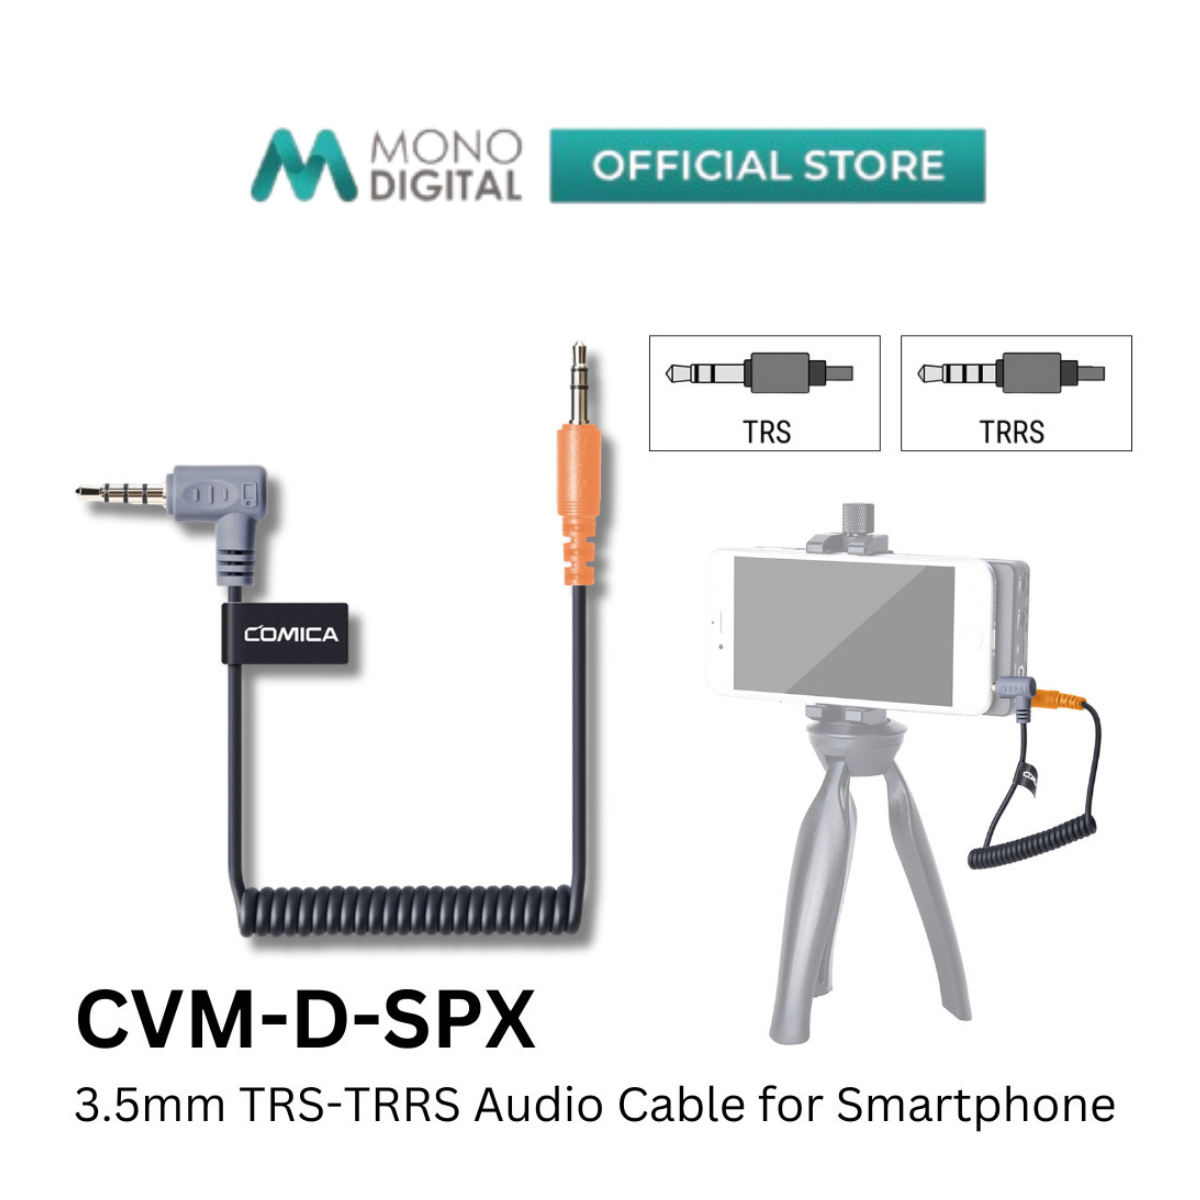 MONO
DIGITAL
OFFICIAL STORE
TRS
TRRS
COMICA
CVM-D-SPX
3.5mm TRS-TRRS Audio Cable for Smartphone